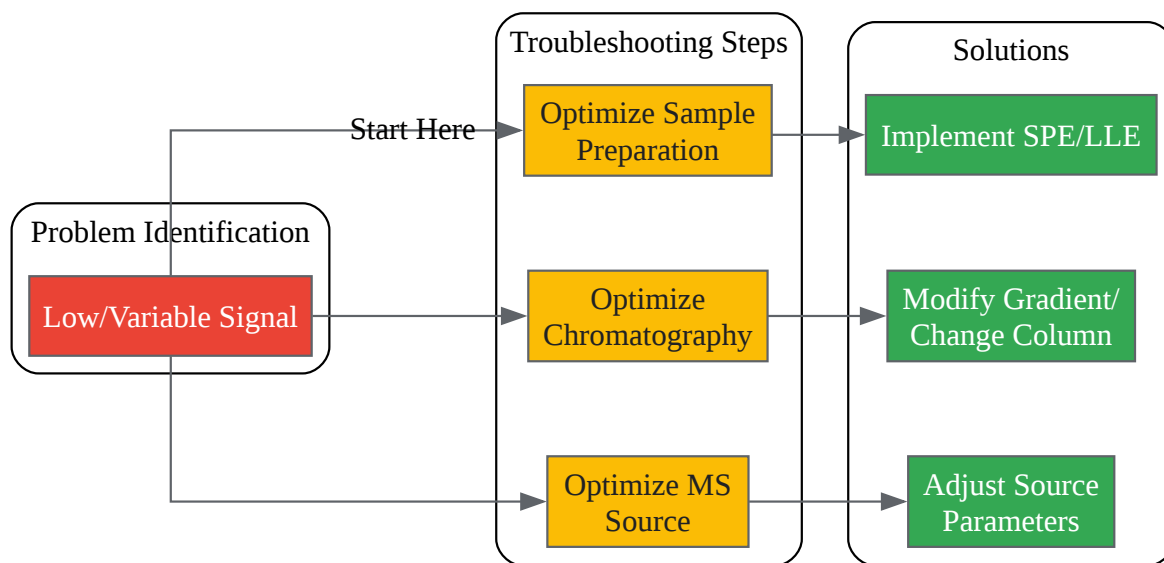 Troubleshooting Steps
Solutions
Start Here
Optimize Sample
Preparation
Implement SPE/LLE
Problem Identification
Low/Variable Signal
Optimize
Chromatography
Modify Gradient/
Change Column
Optimize MS
Source
Adjust Source
Parameters